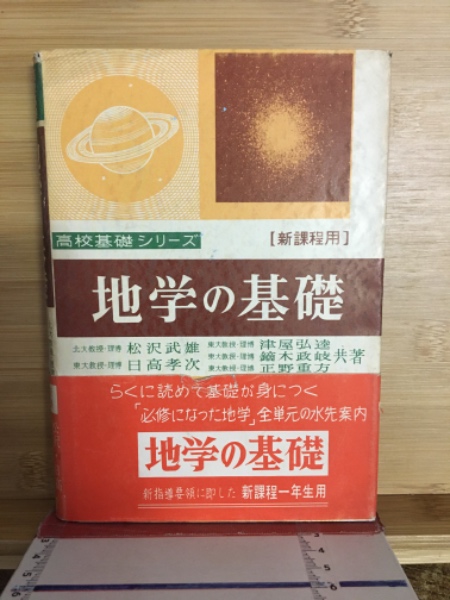 高校基礎シリーズ
[新課程用]
地学の基礎
北大教授・理博 松沢武雄 東大教授・理博 津屋弘逵
東大教授・理博 日高孝次 東大教授・理博 鏑木政岐 共著
東大教授・理博 正野重方
らくに読めて基礎が身につく
「必修になった地学」全単元の水先案内
地学の基礎
新指導要領に即した 新課程一年生用